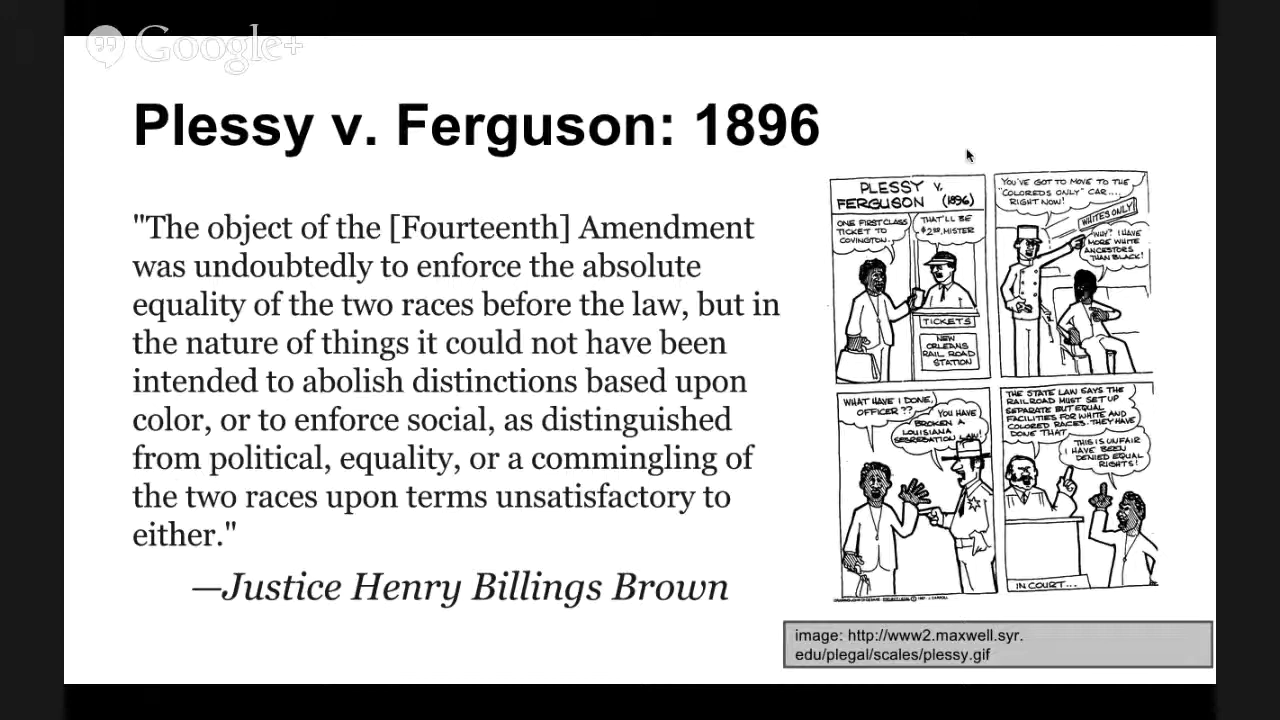 Google+
Plessy v. Ferguson: 1896
"The object of the [Fourteenth] Amendment
was undoubtedly to enforce the absolute
equality of the two races before the law, but in
the nature of things it could not have been
intended to abolish distinctions based upon
color, or to enforce social, as distinguished
from political, equality, or a commingling of
the two races upon terms unsatisfactory to
either."
—Justice Henry Billings Brown
PLESSY V.
FERGUSON (1896)
ONE FIRST CLASS
TICKET TO
COVINGTON.
THAT'LL BE
MISTER
TICKETS
NEW
ORLEANS
RAIL ROAD
STATION
YOU'VE GOT TO MOVE TO THE
"COLOREDS ONLY" CAR....
RIGHT NOW!
WHITES ONLY
WHY? I HAVE
MORE WHITE
ANCESTORS
THAN BLACK!
WHAT HAVE I DONE,
OFFICER??
YOU HAVE
BROKEN A
LOUISIANA
SEGREGATION LAW!
THE STATE LAW SAYS THE
RAILROAD MUST SET UP
SEPARATE BUT EQUAL
FACILITIES FOR WHITE AND
COLORED RACES. THEY HAVE
DONE THAT
THIS IS UNFAIR
I HAVE BEEN
DENIED EQUAL
RIGHTS!
IN COURT...
image: http://www2.maxwell.syr.
edu/plegal/scales/plessy.gif